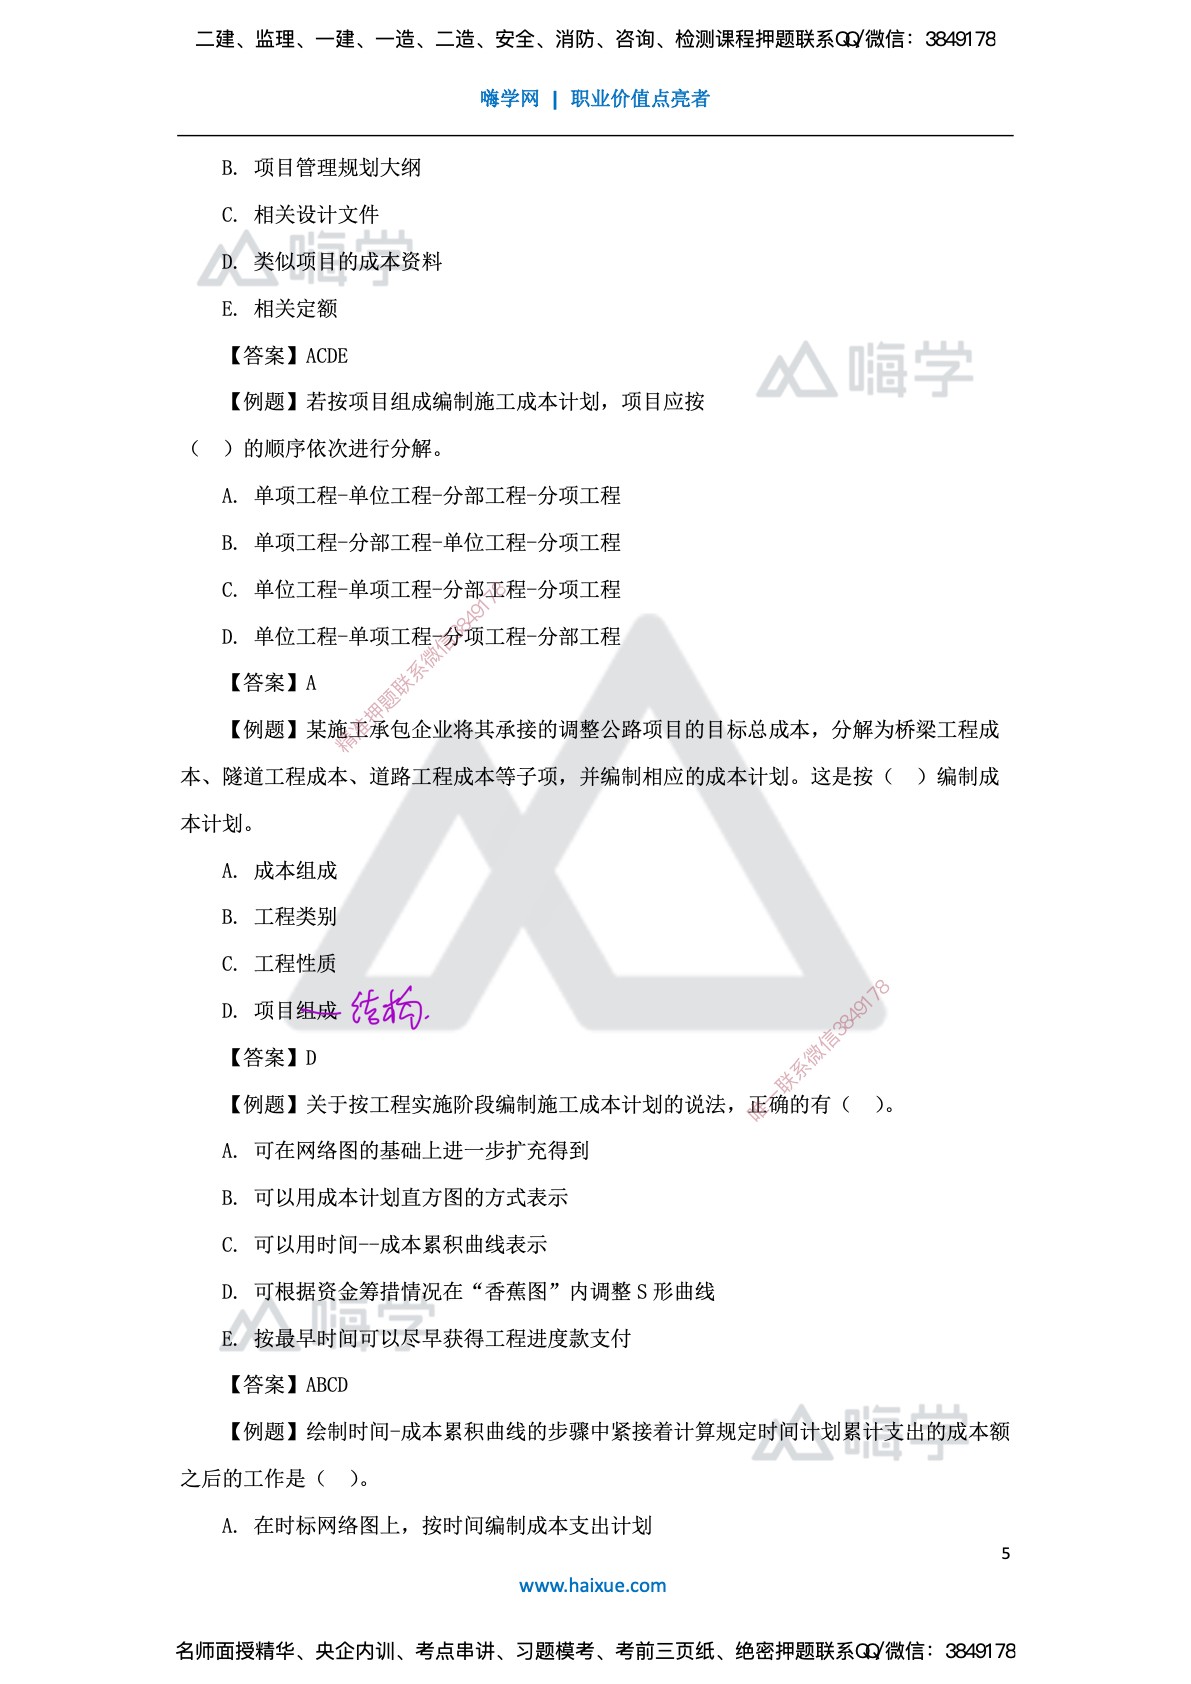 二建、监理、一建、一造、二造、安全、消防、咨询、检测课程押题联系QQ/微信：3849178
嗨学网 | 职业价值点亮者
B. 项目管理规划大纲
C. 相关设计文件
嗨学
D. 类似项目的成本资料
E. 相关定额
【答案】ACDE
嗨学
【例题】若按项目组成编制施工成本计划，项目应按
（ ）的顺序依次进行分解。
A. 单项工程-单位工程-分部工程-分项工程
B. 单项工程-分部工程-单位工程-分项工程
C. 单位工程-单项工程-分部工程-分项工程
D. 单位工程-单项工程-分项工程-分部工程
精准押题联系微信3849178
【答案】A
【例题】某施工承包企业将其承接的调整公路项目的目标总成本，分解为桥梁工程成
本、隧道工程成本、道路工程成本等子项，并编制相应的成本计划。这是按（ ）编制成
本计划。
A. 成本组成
B. 工程类别
C. 工程性质
D. 项目组成 结构.
【答案】D
唯一联系微信3849178
【例题】关于按工程实施阶段编制施工成本计划的说法，正确的有（ ）。
A. 可在网络图的基础上进一步扩充得到
B. 可以用成本计划直方图的方式表示
C. 可以用时间--成本累积曲线表示
D. 可根据资金筹措情况在“香蕉图”内调整 S 形曲线
嗨学
E. 按最早时间可以尽早获得工程进度款支付
【答案】ABCD
嗨学
【例题】绘制时间-成本累积曲线的步骤中紧接着计算规定时间计划累计支出的成本额
之后的工作是（ ）。
A. 在时标网络图上，按时间编制成本支出计划
5
www.haixue.com
名师面授精华、央企内训、考点串讲、习题模考、考前三页纸、绝密押题联系QQ/微信：3849178